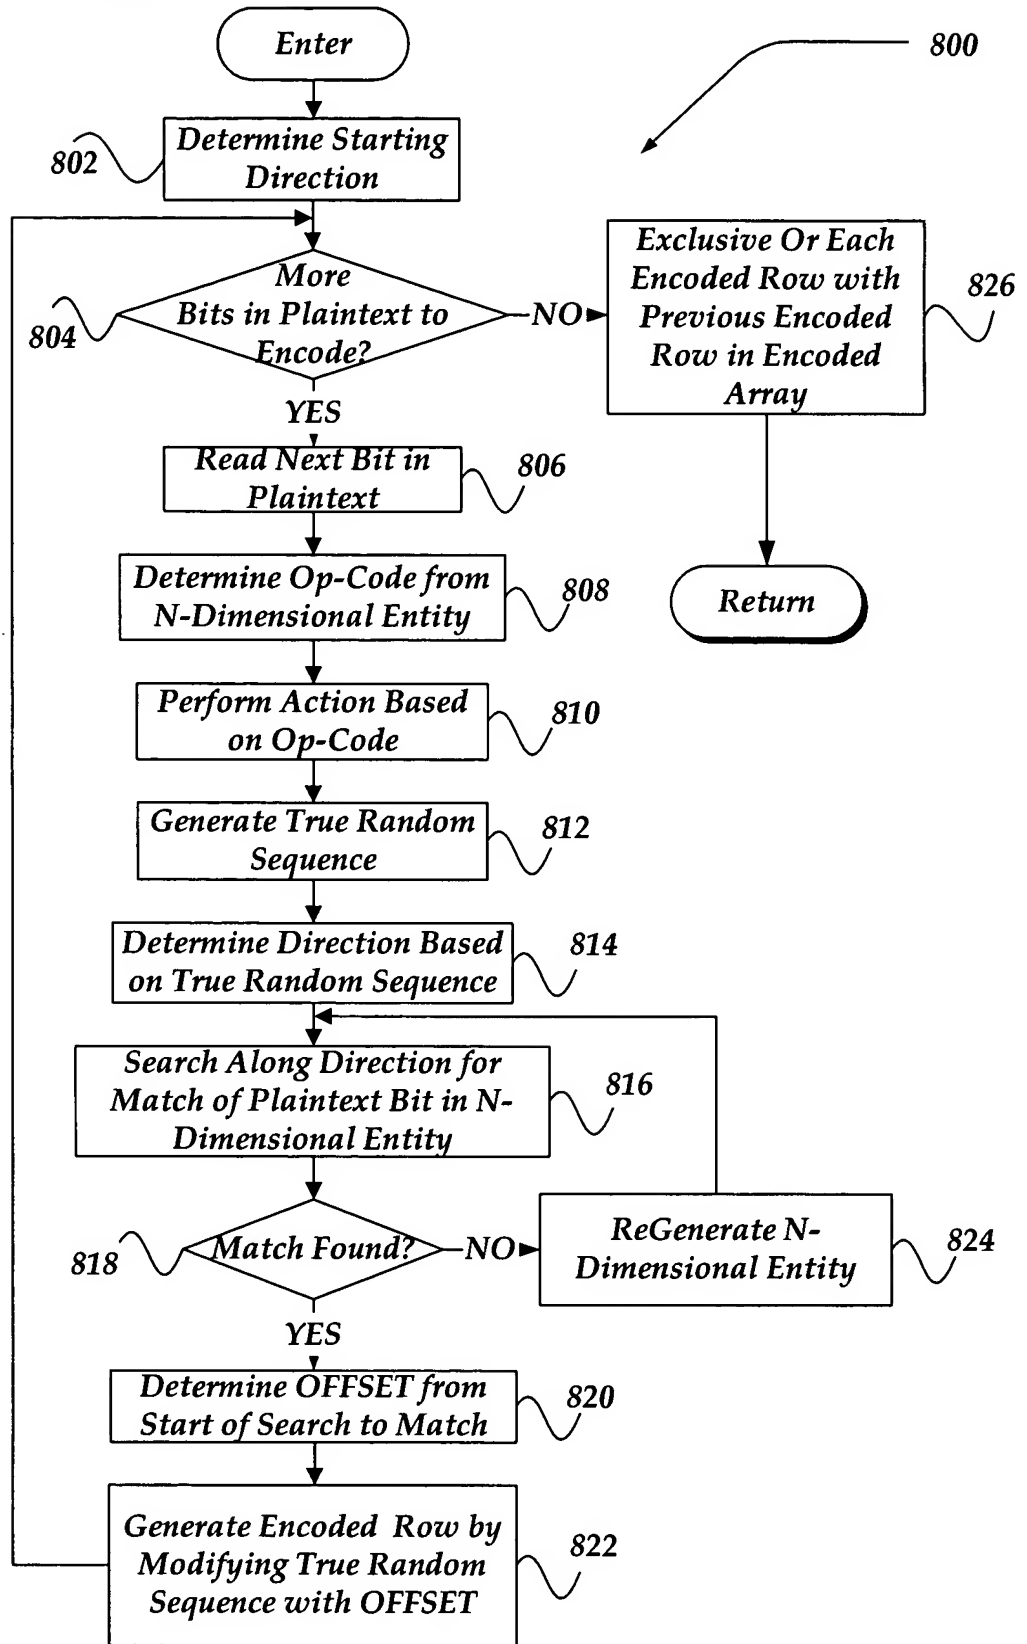 Enter
800
802
Determine Starting
Direction
More
Bits in Plaintext to
Encode?
804
NO
Exclusive Or Each
Encoded Row with
Previous Encoded
Row in Encoded
Array
826
YES
Read Next Bit in
Plaintext
806
Determine Op-Code from
N-Dimensional Entity
808
Return
Perform Action Based
on Op-Code
810
Generate True Random
Sequence
812
Determine Direction Based
on True Random Sequence
814
Search Along Direction for
Match of Plaintext Bit in N-
Dimensional Entity
816
Match Found?
818
NO
ReGenerate N-
Dimensional Entity
824
YES
Determine OFFSET from
Start of Search to Match
820
Generate Encoded Row by
Modifying True Random
Sequence with OFFSET
822